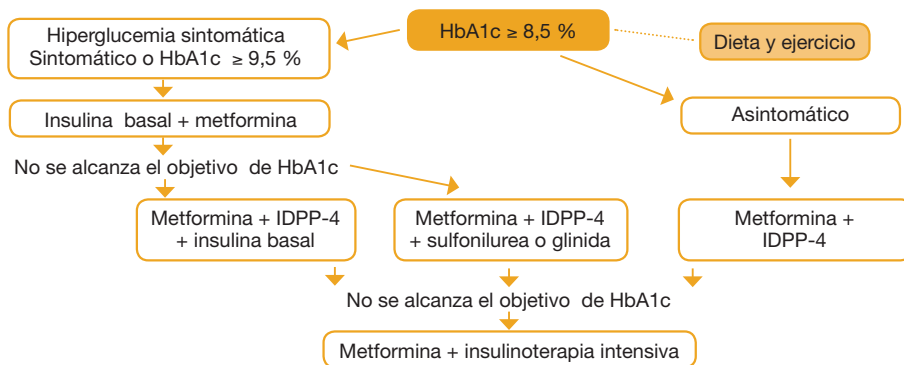 HbA1c ≥ 8,5 %
Dieta y ejercicio
Hiperglucemia sintomática
Sintomático o HbA1c ≥ 9,5 %
Insulina basal + metformina
Asintomático
No se alcanza el objetivo de HbA1c
Metformina + IDPP-4
+ insulina basal
Metformina + IDPP-4
+ sulfonilurea o glinida
Metformina +
IDPP-4
No se alcanza el objetivo de HbA1c
Metformina + insulinoterapia intensiva